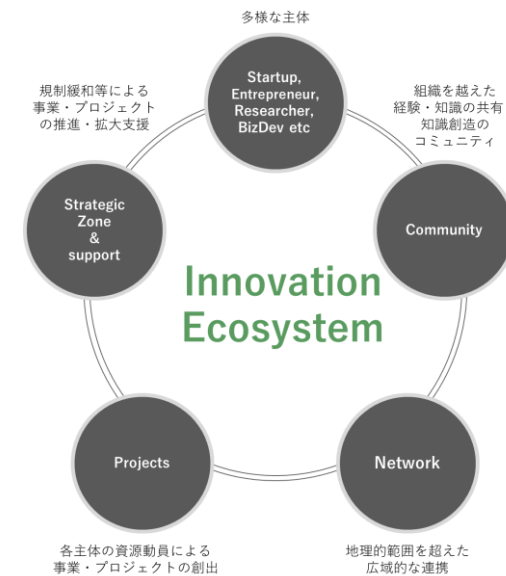 多様な主体
Startup,
Entrepreneur,
Researcher,
BizDev etc
規制緩和等による
事業・プロジェクト
の推進・拡大支援
組織を越えた
経験・知識の共有
知識創造の
コミュニティ
Strategic
Zone
&
support
Community
Innovation
Ecosystem
Projects
Network
各主体の資源動員による
事業・プロジェクトの創出
地理的範囲を超えた
広域的な連携